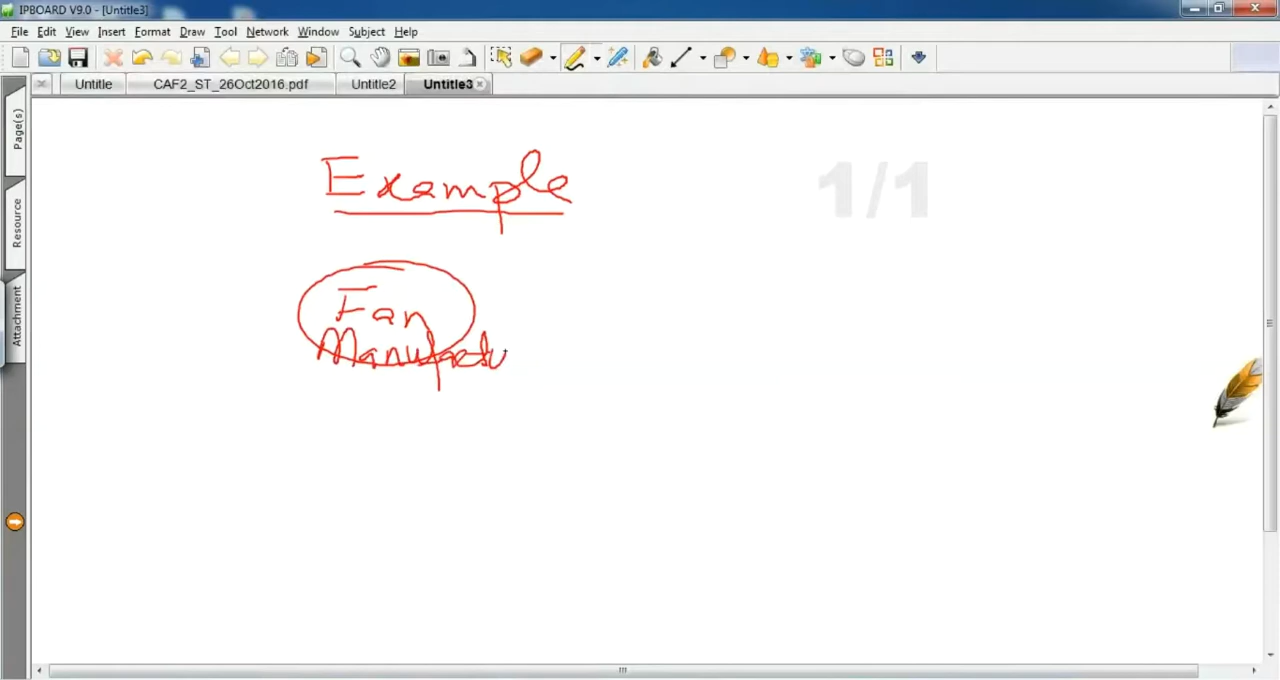 IPBOARD V9.0 - [Untitle3]
File Edit View Insert Format Draw Tool Network Window Subject Help
Untitle CAF2_ST_26Oct2016.pdf Untitle2 Untitle3
Page(s)
Resource
Attachment
1/1
Example
Fan
Manufactu